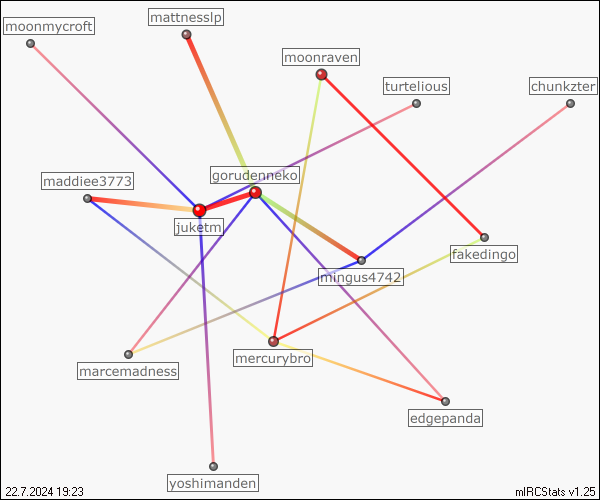 moonmycroft
mattnesslp
moonraven
turtelious
chunkzter
maddiee3773
gorudenneko
juketm
mingus4742
fakedingo
marcemadness
mercurybro
edgepanda
yoshimanden
22.7.2024 19:23
mIRCStats v1.25